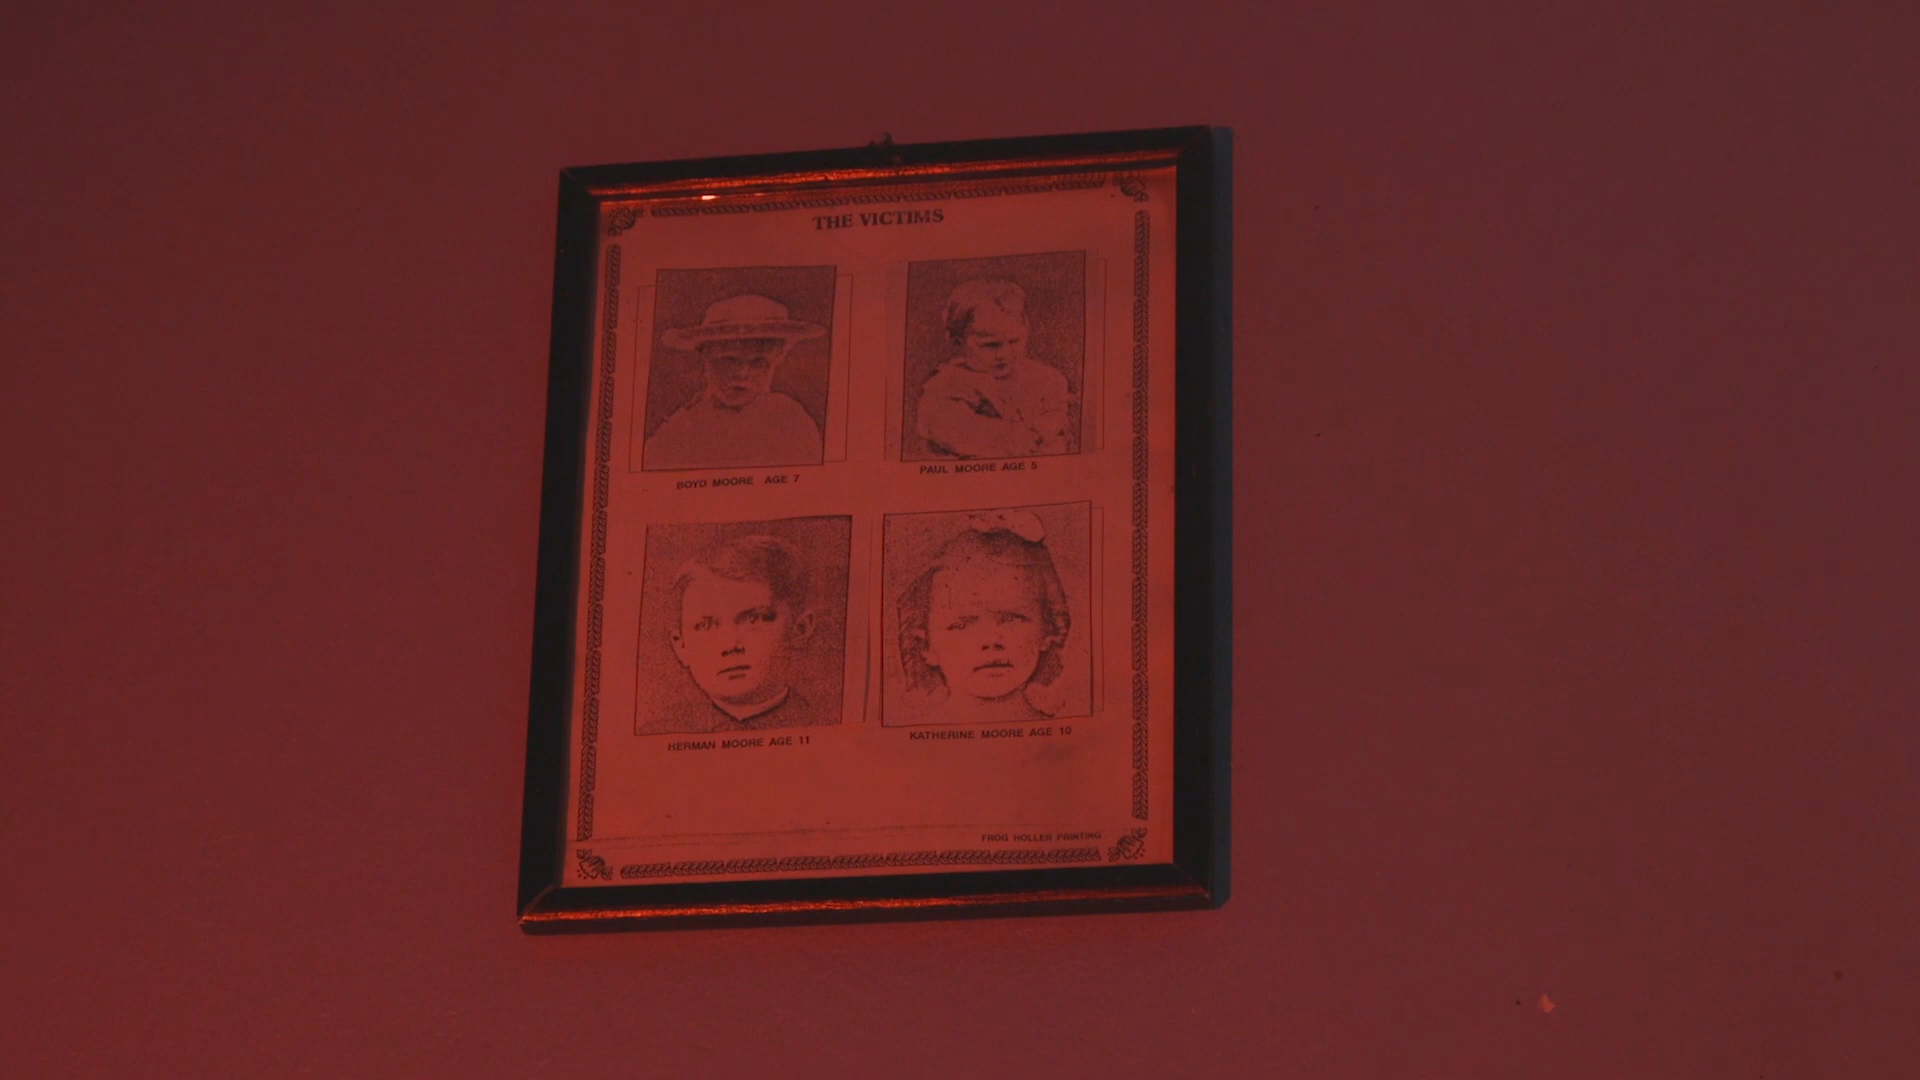 THE VICTIMS
BOYD MOORE AGE 7
PAUL MOORE AGE 5
HERMAN MOORE AGE 11
KATHERINE MOORE AGE 10
FROG HOLLER PRINTING